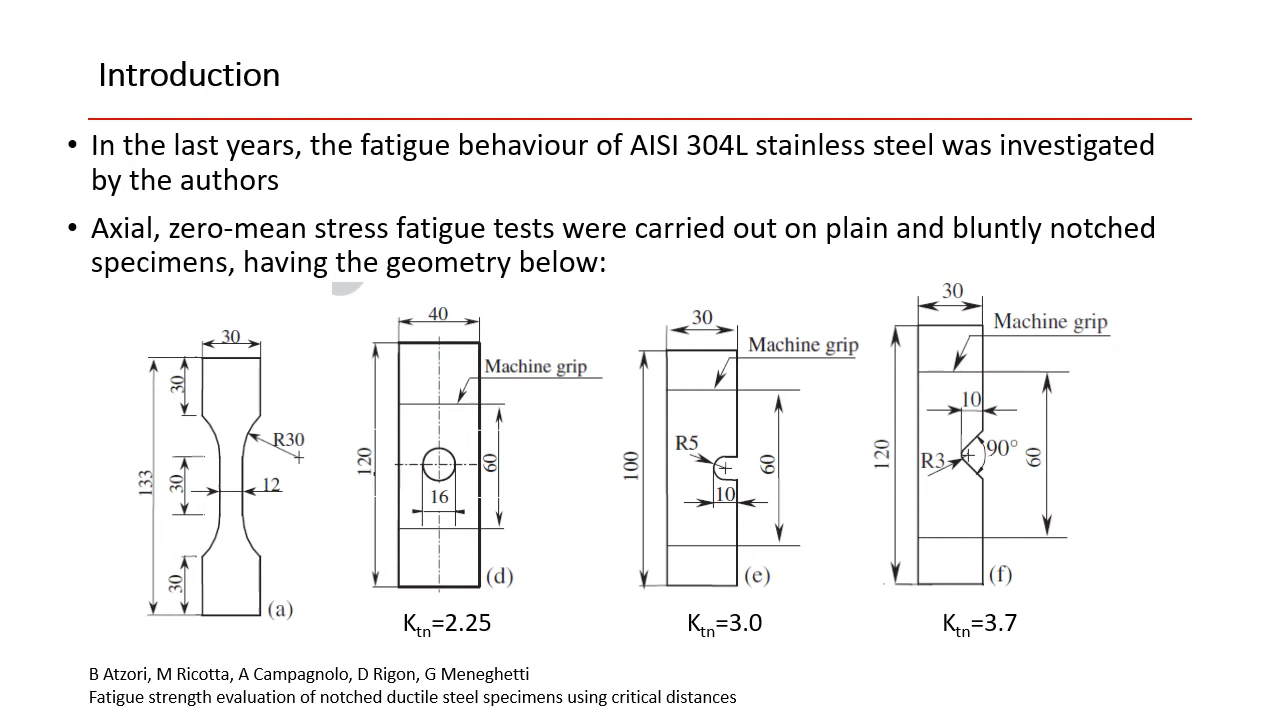 Introduction
• In the last years, the fatigue behaviour of AISI 304L stainless steel was investigated
by the authors
• Axial, zero-mean stress fatigue tests were carried out on plain and bluntly notched
specimens, having the geometry below:
30
30
133
R30
30
12
30
(a)
40
Machine grip
120
60
16
(d)
Ktn=2.25
30
Machine grip
100
R5
60
10
(e)
Ktn=3.0
30
Machine grip
10
120
90°
R3
60
(f)
Ktn=3.7
B Atzori, M Ricotta, A Campagnolo, D Rigon, G Meneghetti
Fatigue strength evaluation of notched ductile steel specimens using critical distances